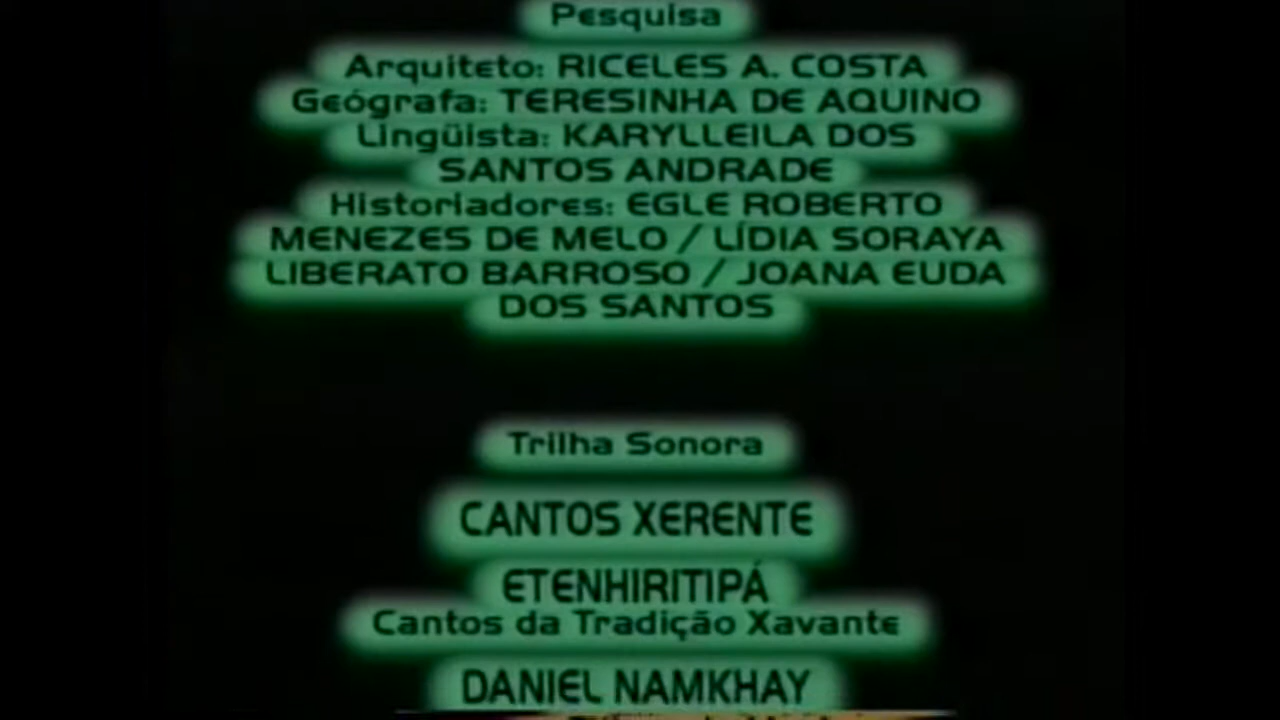 Pesquisa
Arquiteto: RICELES A. COSTA
Geógrafa: TERESINHA DE AQUINO
Lingüista: KARYLLEILA DOS
SANTOS ANDRADE
Historiadores: EGLE ROBERTO
MENEZES DE MELO / LÍDIA SORAYA
LIBERATO BARROSO / JOANA EUDA
DOS SANTOS
Trilha Sonora
CANTOS XERENTE
ETENHIRITIPÁ
Cantos da Tradição Xavante
DANIEL NAMKHAY